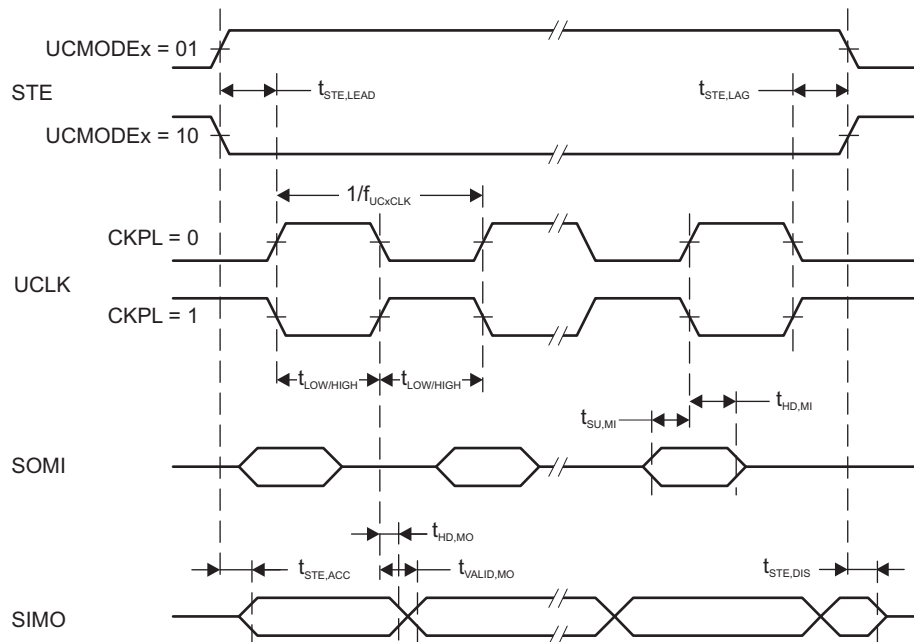 UCMODEx = 01
STE
t_STE,LEAD
t_STE,LAG
UCMODEx = 10
1/f_UCxCLK
CKPL = 0
UCLK
CKPL = 1
t_LOW/HIGH t_LOW/HIGH
t_SU,MI
t_HD,MI
SOMI
t_HD,MO
t_STE,ACC
t_VALID,MO
t_STE,DIS
SIMO